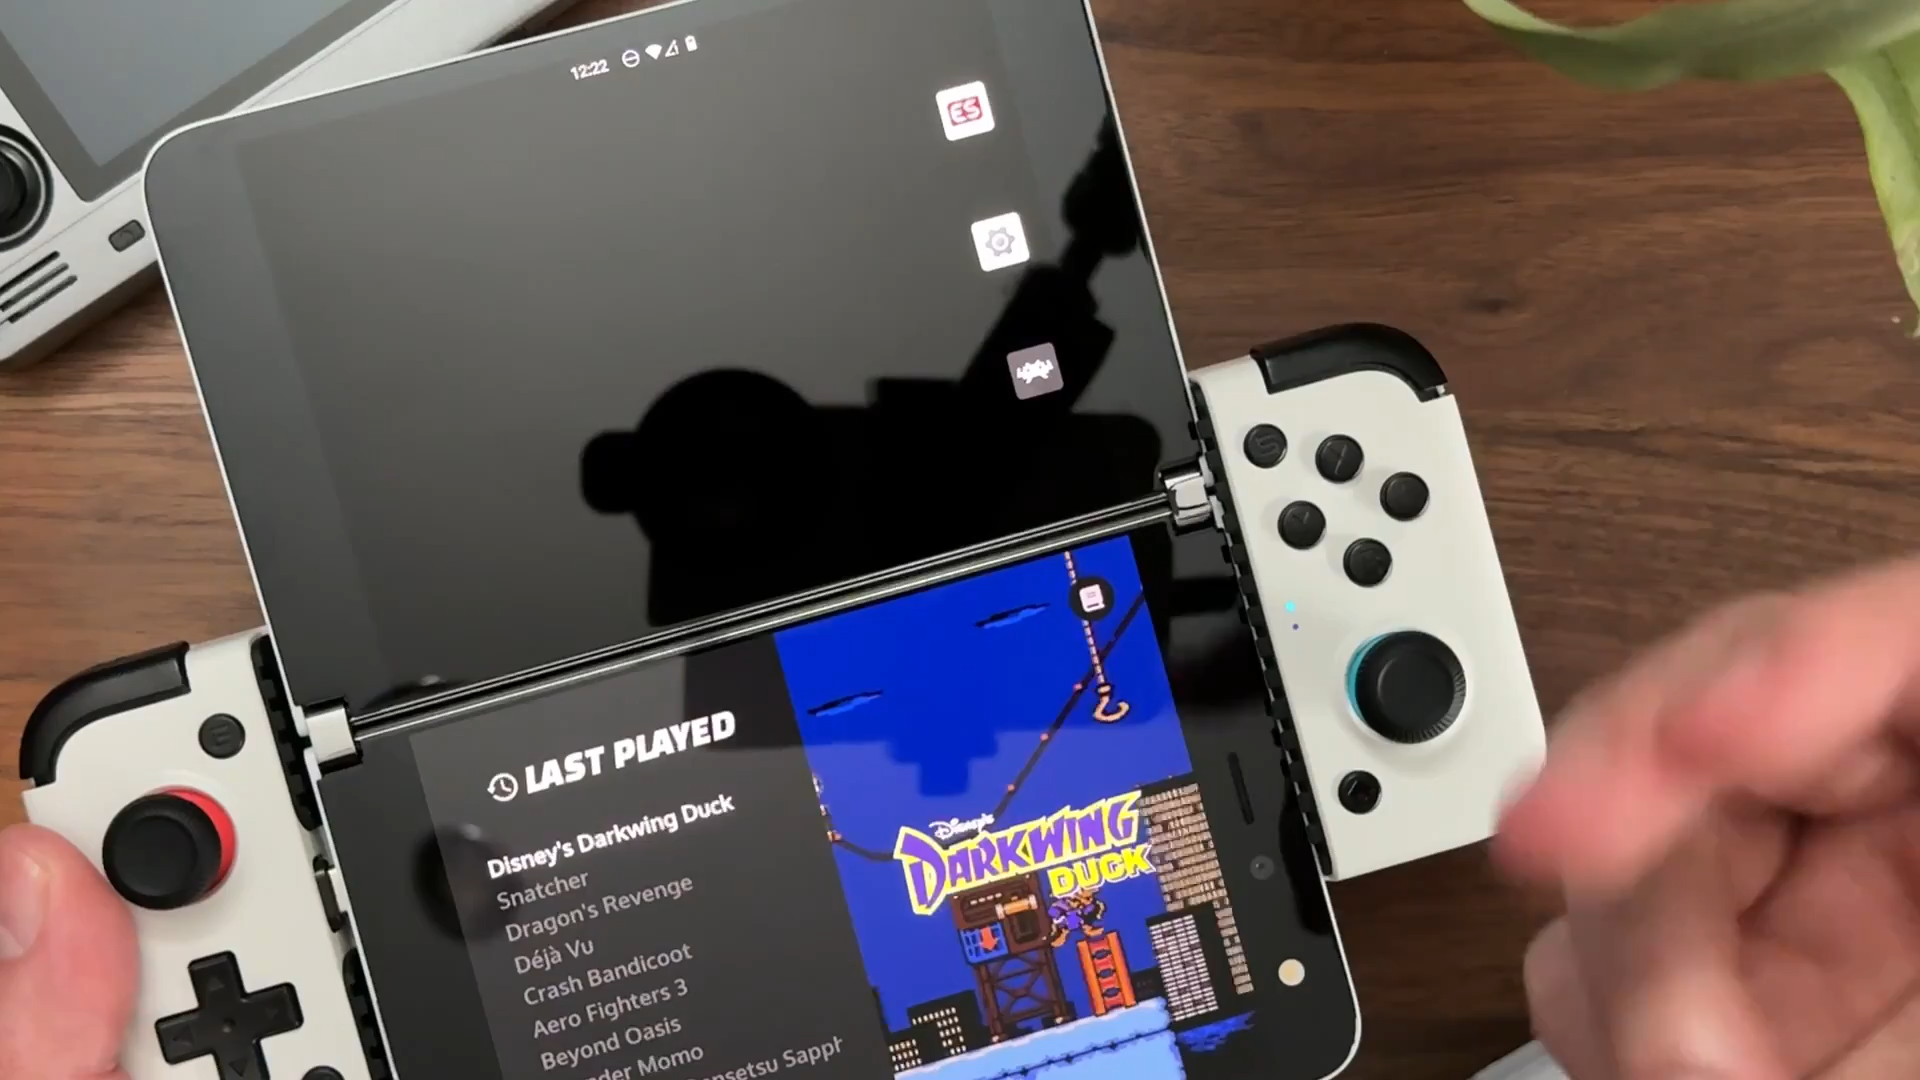 12:22
ES
LAST PLAYED
Disney's Darkwing Duck
Snatcher
Dragon's Revenge
Déjà Vu
Crash Bandicoot
Aero Fighters 3
Beyond Oasis
Momo
Disney's
DARKWING
DUCK
S